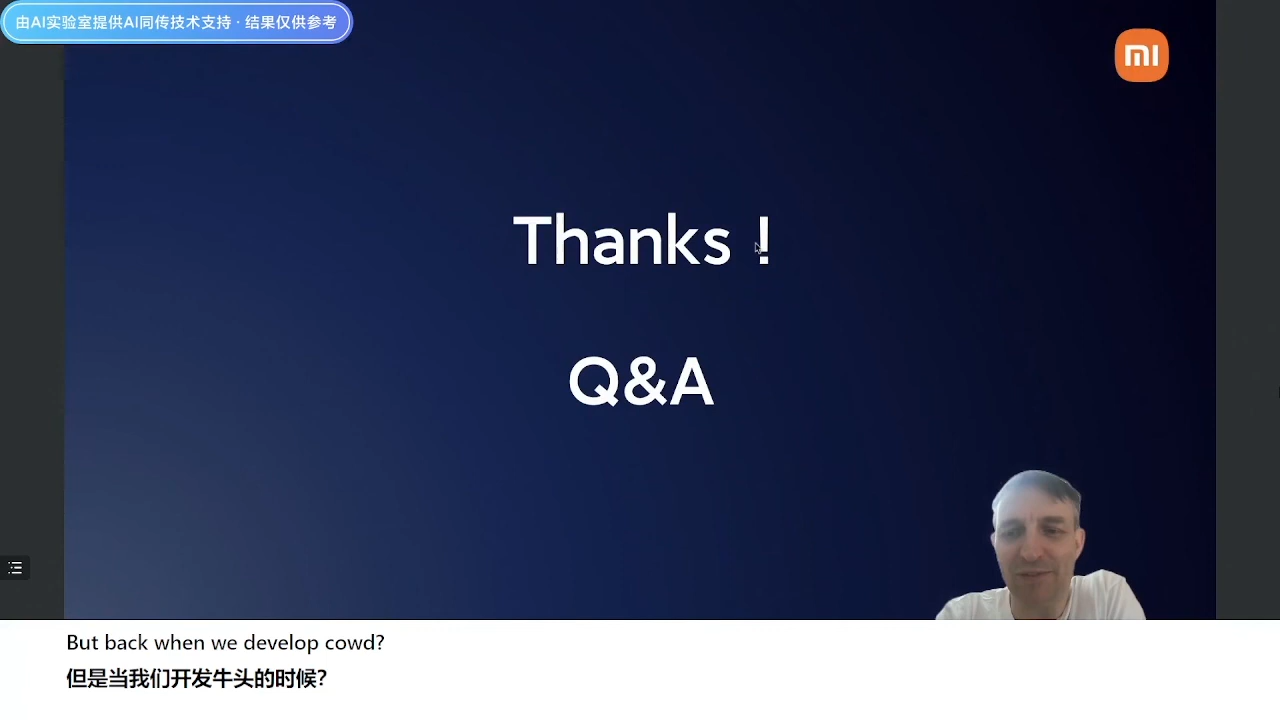 由AI实验室提供AI同传技术支持 · 结果仅供参考
mi
Thanks !
Q&A
But back when we develop cowd?
但是当我们开发牛头的时候?